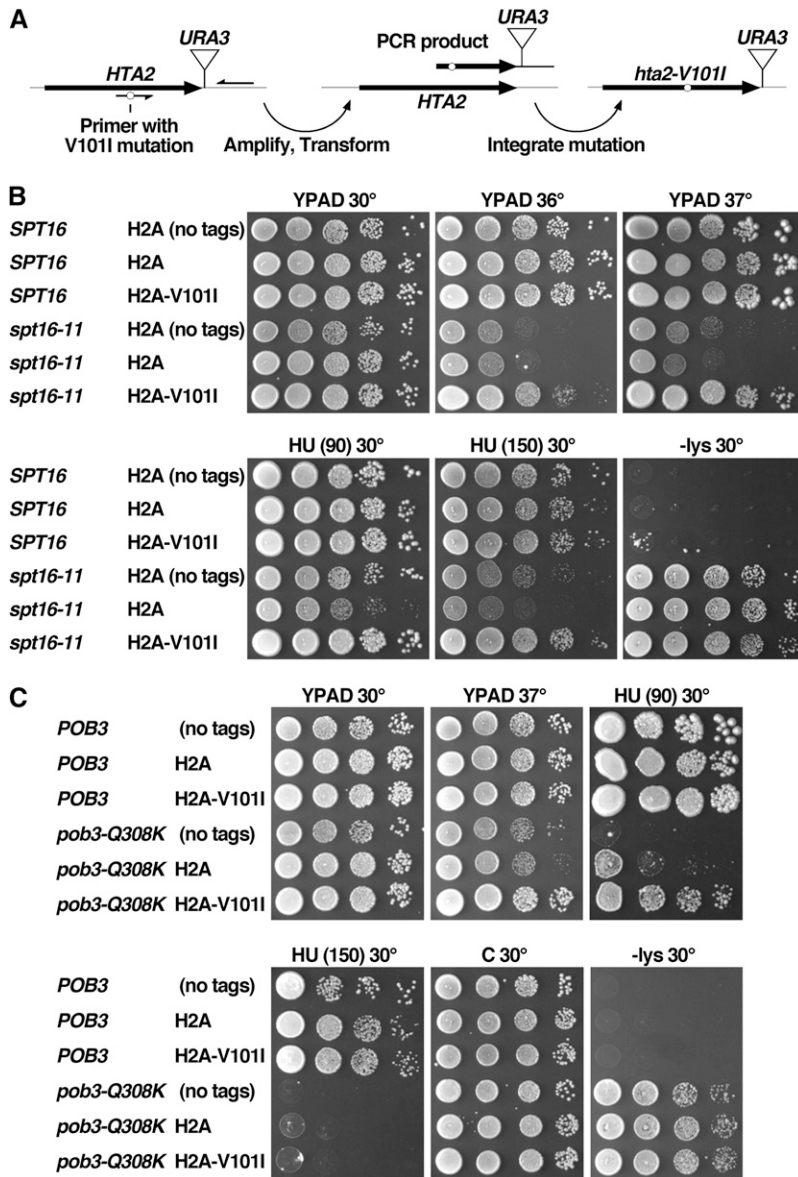 A
URA3
HTA2
Primer with
V101I mutation
Amplify, Transform
PCR product
URA3
HTA2
Integrate mutation
URA3
hta2-V101I
B
YPAD 30° YPAD 36° YPAD 37°
SPT16 H2A (no tags)
SPT16 H2A
SPT16 H2A-V101I
spt16-11 H2A (no tags)
spt16-11 H2A
spt16-11 H2A-V101I
HU (90) 30° HU (150) 30° -lys 30°
SPT16 H2A (no tags)
SPT16 H2A
SPT16 H2A-V101I
spt16-11 H2A (no tags)
spt16-11 H2A
spt16-11 H2A-V101I
C
YPAD 30° YPAD 37° HU (90) 30°
POB3 (no tags)
POB3 H2A
POB3 H2A-V101I
pob3-Q308K (no tags)
pob3-Q308K H2A
pob3-Q308K H2A-V101I
HU (150) 30° C 30° -lys 30°
POB3 (no tags)
POB3 H2A
POB3 H2A-V101I
pob3-Q308K (no tags)
pob3-Q308K H2A
pob3-Q308K H2A-V101I